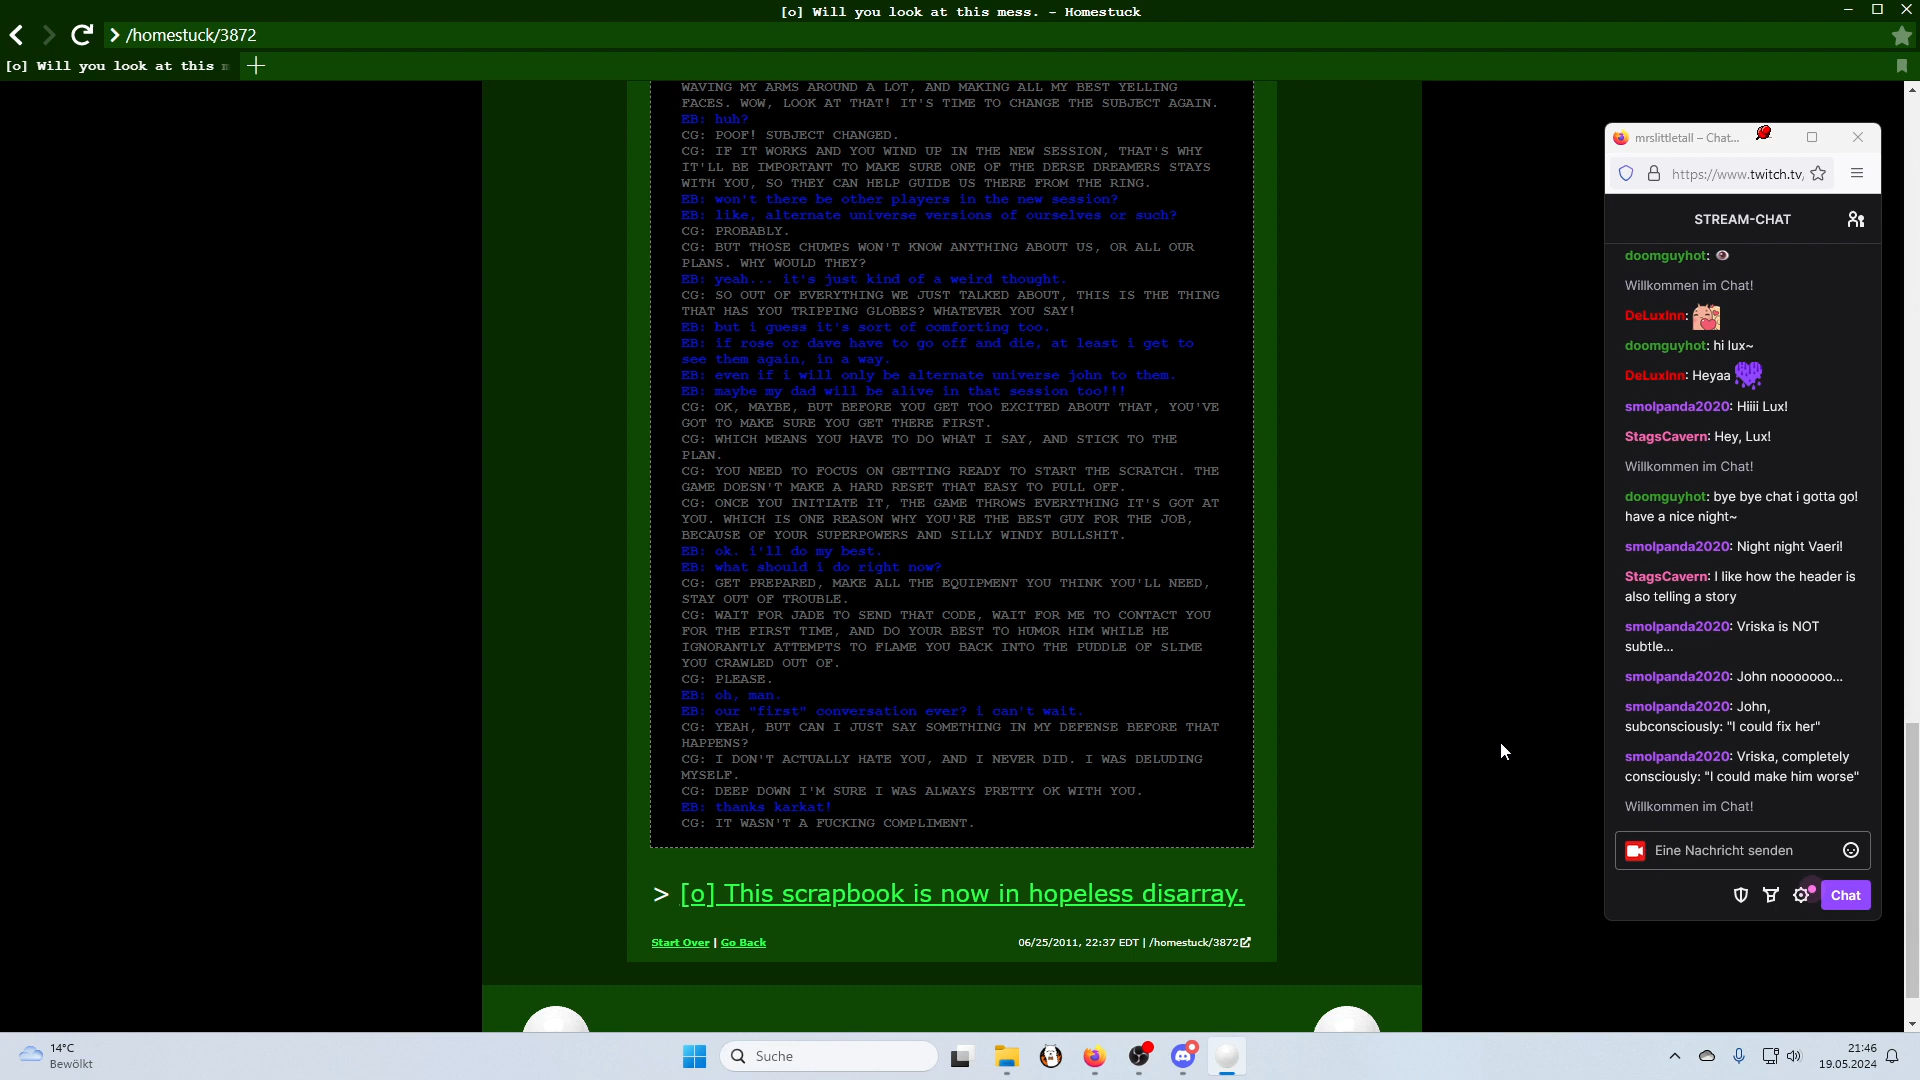 [o] Will you look at this mess. - Homestuck
/homestuck/3872
[o] Will you look at this
WAVING MY ARMS AROUND A LOT, AND MAKING ALL MY BEST YELLING
FACES. WOW, LOOK AT THAT! IT'S TIME TO CHANGE THE SUBJECT AGAIN.
EB: huh?
CG: POOF! SUBJECT CHANGED.
CG: IF IT WORKS AND YOU WIND UP IN THE NEW SESSION, THAT'S WHY
IT'LL BE IMPORTANT TO MAKE SURE ONE OF THE DERSE DREAMERS STAYS
WITH YOU, SO THEY CAN HELP GUIDE US THERE FROM THE RING.
EB: won't there be other players in the new session?
EB: like, alternate universe versions of ourselves or such?
CG: PROBABLY.
CG: BUT THOSE CHUMPS WON'T KNOW ANYTHING ABOUT US, OR ALL OUR
PLANS. WHY WOULD THEY?
EB: yeah... it's just kind of a weird thought.
CG: SO OUT OF EVERYTHING WE JUST TALKED ABOUT, THIS IS THE THING
THAT HAS YOU TRIPPING GLOBES? WHATEVER YOU SAY!
EB: but i guess it's sort of comforting too.
EB: if rose or dave have to go off and die, at least i get to
see them again, in a way.
EB: even if i will only be alternate universe john to them.
EB: maybe my dad will be alive in that session too!!!
CG: OK, MAYBE, BUT BEFORE YOU GET TOO EXCITED ABOUT THAT, YOU'VE
GOT TO MAKE SURE YOU GET THERE FIRST.
CG: WHICH MEANS YOU HAVE TO DO WHAT I SAY, AND STICK TO THE
PLAN.
CG: YOU NEED TO FOCUS ON GETTING READY TO START THE SCRATCH. THE
GAME DOESN'T MAKE A HARD RESET THAT EASY TO PULL OFF.
CG: ONCE YOU INITIATE IT, THE GAME THROWS EVERYTHING IT'S GOT AT
YOU. WHICH IS ONE REASON WHY YOU'RE THE BEST GUY FOR THE JOB,
BECAUSE OF YOUR SUPERPOWERS AND SILLY WINDY BULLSHIT.
EB: ok. i'll do my best.
EB: what should i do right now?
CG: GET PREPARED, MAKE ALL THE EQUIPMENT YOU THINK YOU'LL NEED,
STAY OUT OF TROUBLE.
CG: WAIT FOR JADE TO SEND THAT CODE, WAIT FOR ME TO CONTACT YOU
FOR THE FIRST TIME, AND DO YOUR BEST TO HUMOR HIM WHILE HE
IGNORANTLY ATTEMPTS TO FLAME YOU BACK INTO THE PUDDLE OF SLIME
YOU CRAWLED OUT OF.
CG: PLEASE.
EB: oh, man.
EB: our "first" conversation ever? i can't wait.
CG: YEAH, BUT CAN I JUST SAY SOMETHING IN MY DEFENSE BEFORE THAT
HAPPENS?
CG: I DON'T ACTUALLY HATE YOU, AND I NEVER DID. I WAS DELUDING
MYSELF.
CG: DEEP DOWN I'M SURE I WAS ALWAYS PRETTY OK WITH YOU.
EB: thanks karkat!
CG: IT WASN'T A FUCKING COMPLIMENT.
> [o] This scrapbook is now in hopeless disarray.
Start Over | Go Back
06/25/2011, 22:37 EDT | /homestuck/3872
mrslittletall – Chat...
https://www.twitch.tv
STREAM-CHAT
doomguyhot:
Willkommen im Chat!
DeLuxInn:
doomguyhot: hi lux~
DeLuxInn: Heyaa
smolpanda2020: Hiiii Lux!
StagsCavern: Hey, Lux!
Willkommen im Chat!
doomguyhot: bye bye chat i gotta go!
have a nice night~
smolpanda2020: Night night Vaeri!
StagsCavern: I like how the header is
also telling a story
smolpanda2020: Vriska is NOT
subtle...
smolpanda2020: John nooooooo...
smolpanda2020: John,
subconsciously: "I could fix her"
smolpanda2020: Vriska, completely
consciously: "I could make him worse"
Willkommen im Chat!
Eine Nachricht senden
Chat
14°C
Bewölkt
Suche
21:46
19.05.2024